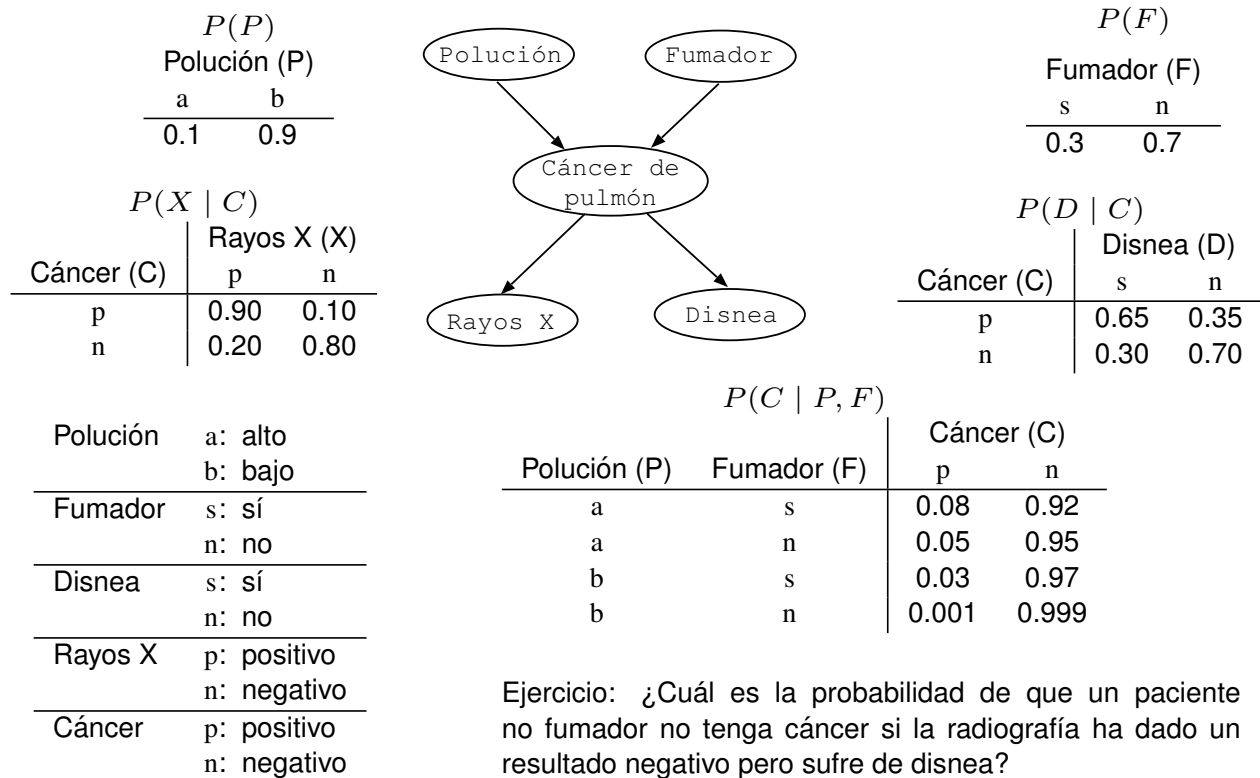 P(P)
Polución (P)
a b
0.1 0.9
Polución
Fumador
Cáncer de
pulmón
Rayos X
Disnea
P(F)
Fumador (F)
s n
0.3 0.7
P(X | C)
Rayos X (X)
Cáncer (C) p n
p 0.90 0.10
n 0.20 0.80
P(D | C)
Disnea (D)
Cáncer (C) s n
p 0.65 0.35
n 0.30 0.70
P(C | P, F)
Cáncer (C)
Polución (P) Fumador (F) p n
a s 0.08 0.92
a n 0.05 0.95
b s 0.03 0.97
b n 0.001 0.999
Polución a: alto
b: bajo
Fumador s: sí
n: no
Disnea s: sí
n: no
Rayos X p: positivo
n: negativo
Cáncer p: positivo
n: negativo
Ejercicio: ¿Cuál es la probabilidad de que un paciente
no fumador no tenga cáncer si la radiografía ha dado un
resultado negativo pero sufre de disnea?